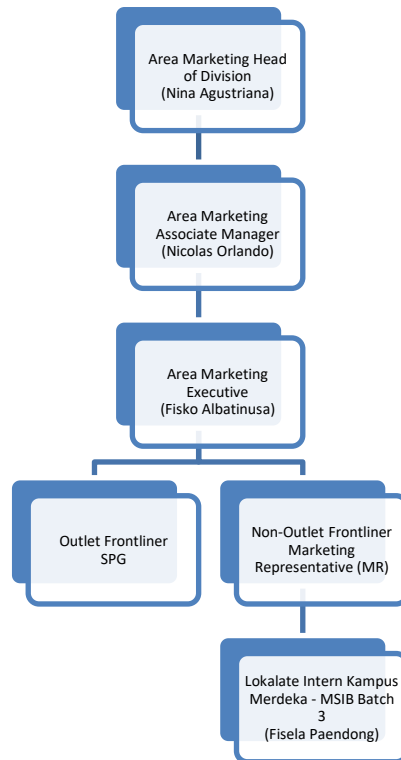 Area Marketing Head
of Division
(Nina Agustriana)
Area Marketing
Associate Manager
(Nicolas Orlando)
Area Marketing
Executive
(Fisko Albatinusa)
Outlet Frontliner
SPG
Non-Outlet Frontliner
Marketing
Representative (MR)
Lokalate Intern Kampus
Merdeka - MSIB Batch
3
(Fisela Paendong)